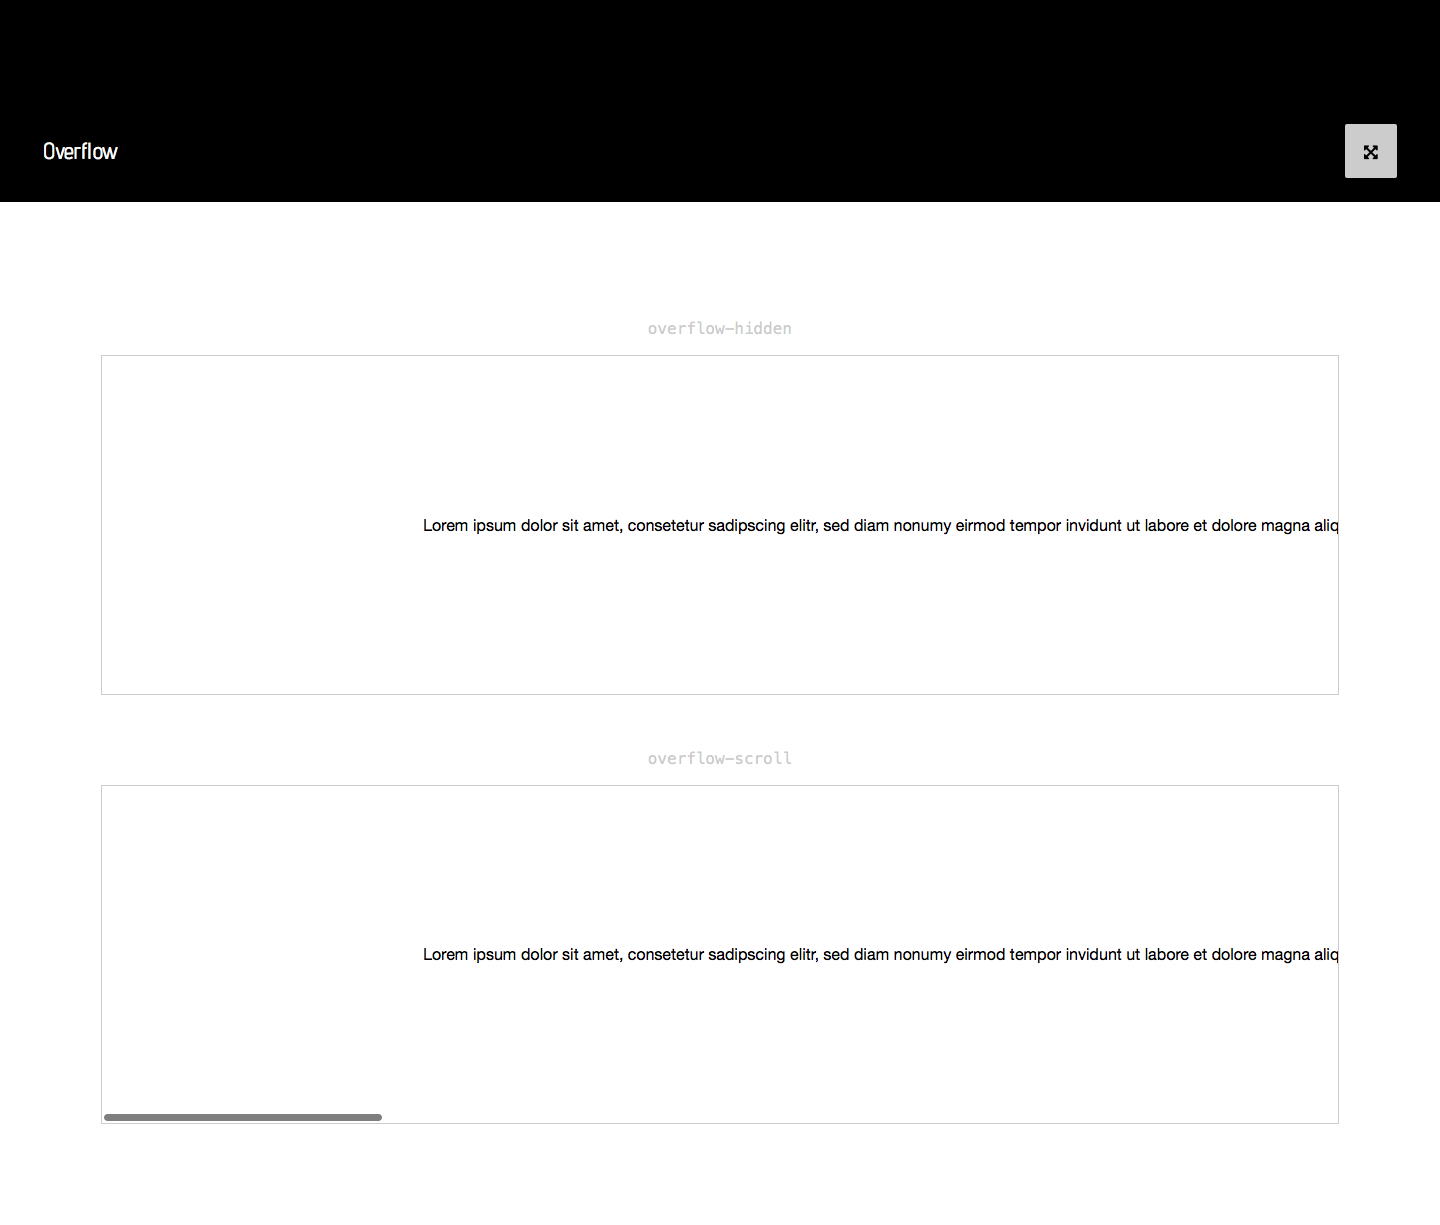 Overflow
overflow-hidden
Lorem ipsum dolor sit amet, consetetur sadipscing elitr, sed diam nonumy eirmod tempor invidunt ut labore et dolore magna aliq
overflow-scroll
Lorem ipsum dolor sit amet, consetetur sadipscing elitr, sed diam nonumy eirmod tempor invidunt ut labore et dolore magna aliq